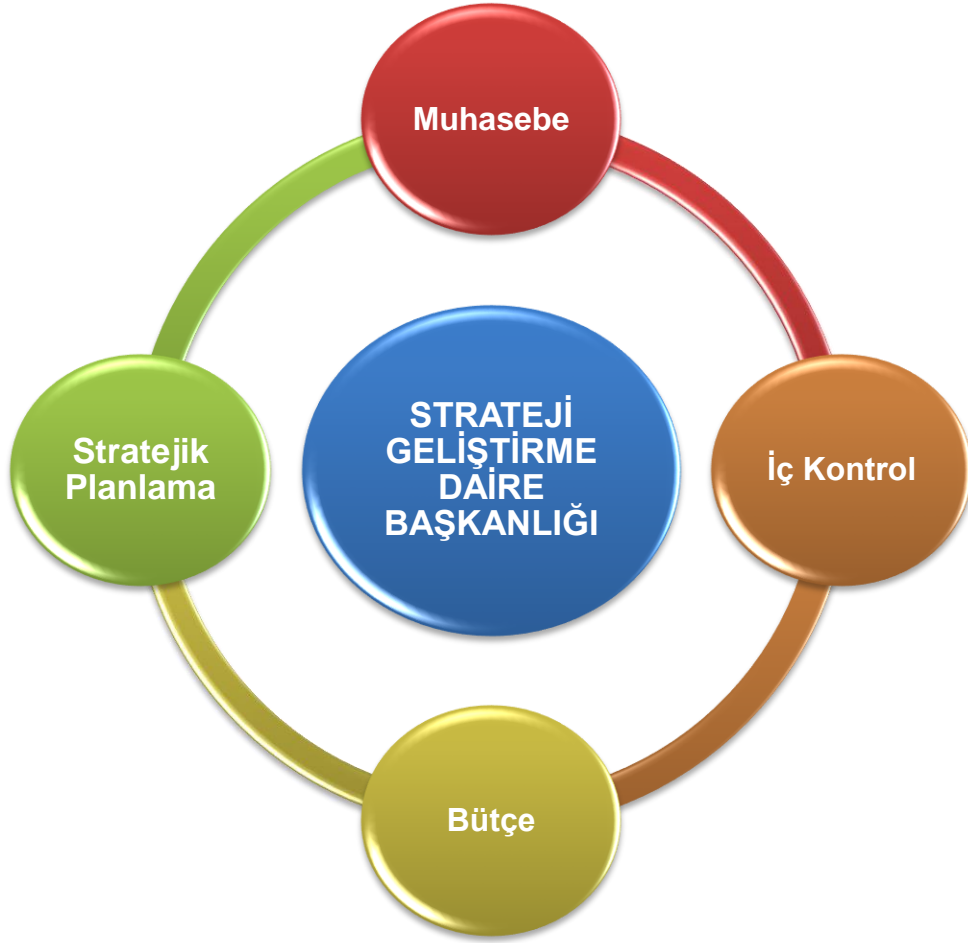 Muhasebe
Stratejik
Planlama
STRATEJİ
GELİŞTİRME
DAİRE
BAŞKANLIĞI
İç Kontrol
Bütçe